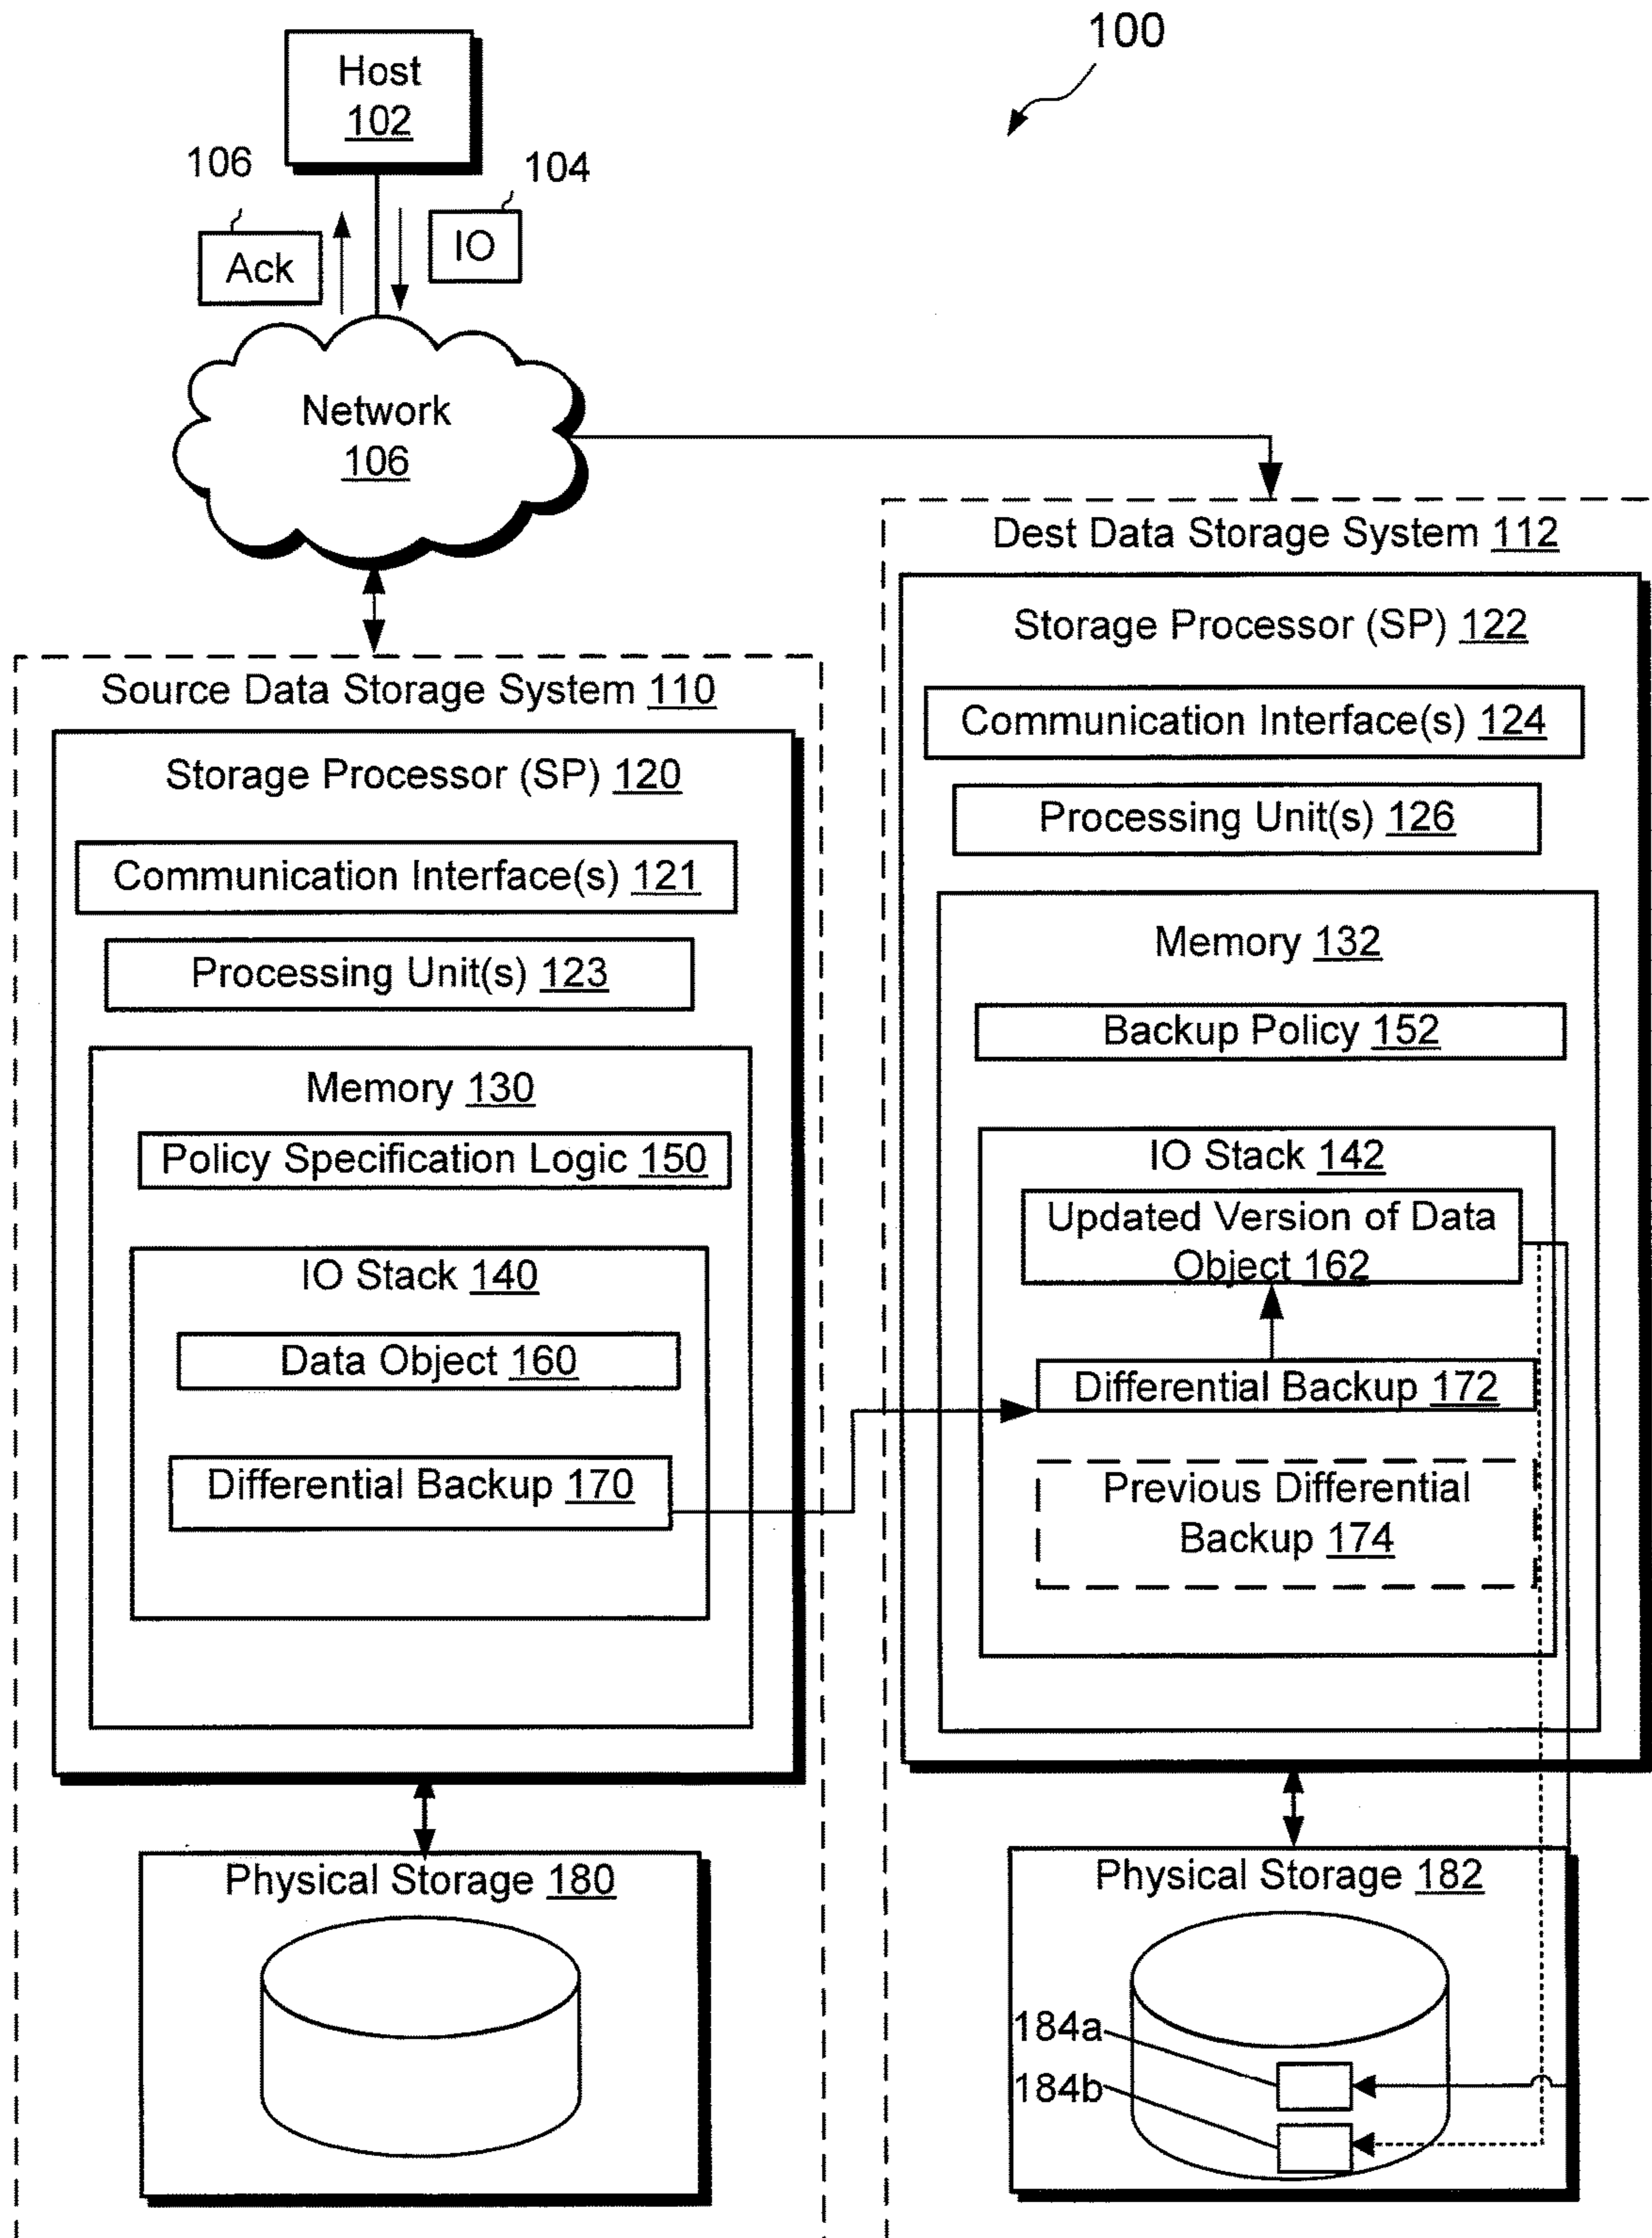 100
Host
102
106
104
Ack
IO
Network
106
Source Data Storage System 110
Storage Processor (SP) 120
Communication Interface(s) 121
Processing Unit(s) 123
Memory 130
Policy Specification Logic 150
IO Stack 140
Data Object 160
Differential Backup 170
Physical Storage 180
Dest Data Storage System 112
Storage Processor (SP) 122
Communication Interface(s) 124
Processing Unit(s) 126
Memory 132
Backup Policy 152
IO Stack 142
Updated Version of Data
Object 162
Differential Backup 172
Previous Differential
Backup 174
Physical Storage 182
184a
184b